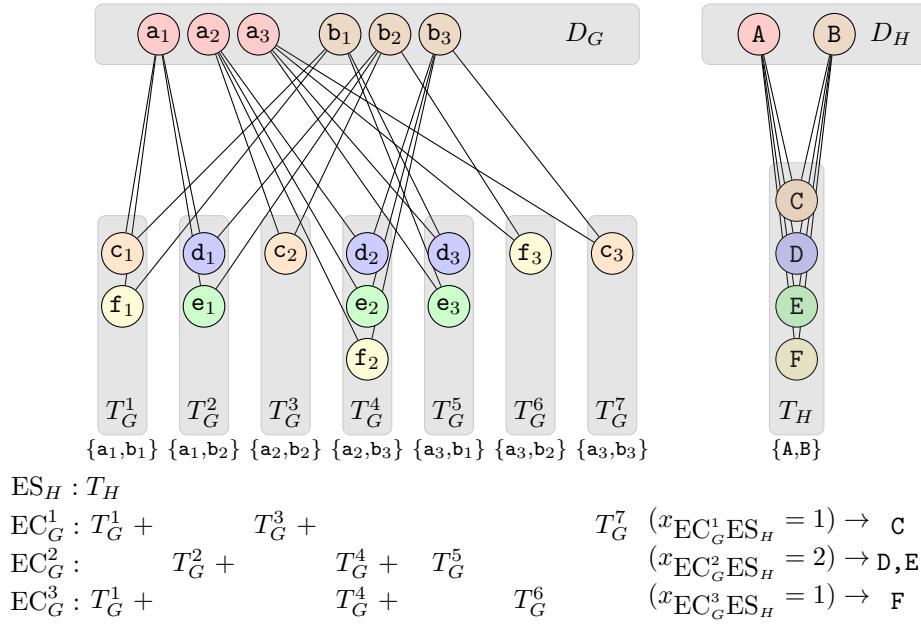 a₁ a₂ a₃ b₁ b₂ b₃ D_G A B D_H
C
c₁ d₁ c₂ d₂ d₃ f₃ c₃ D
f₁ e₁ e₂ e₃ E
f₂ F
T_G^1 T_G^2 T_G^3 T_G^4 T_G^5 T_G^6 T_G^7 T_H
{a₁,b₁} {a₁,b₂} {a₂,b₂} {a₂,b₃} {a₃,b₁} {a₃,b₂} {a₃,b₃} {A,B}
ES_H : T_H
EC_G^1 : T_G^1 + T_G^3 + T_G^7 (x_{EC_G^1 ES_H} = 1) → C
EC_G^2 : T_G^2 + T_G^4 + T_G^5 (x_{EC_G^2 ES_H} = 2) → D,E
EC_G^3 : T_G^1 + T_G^4 + T_G^6 (x_{EC_G^3 ES_H} = 1) → F